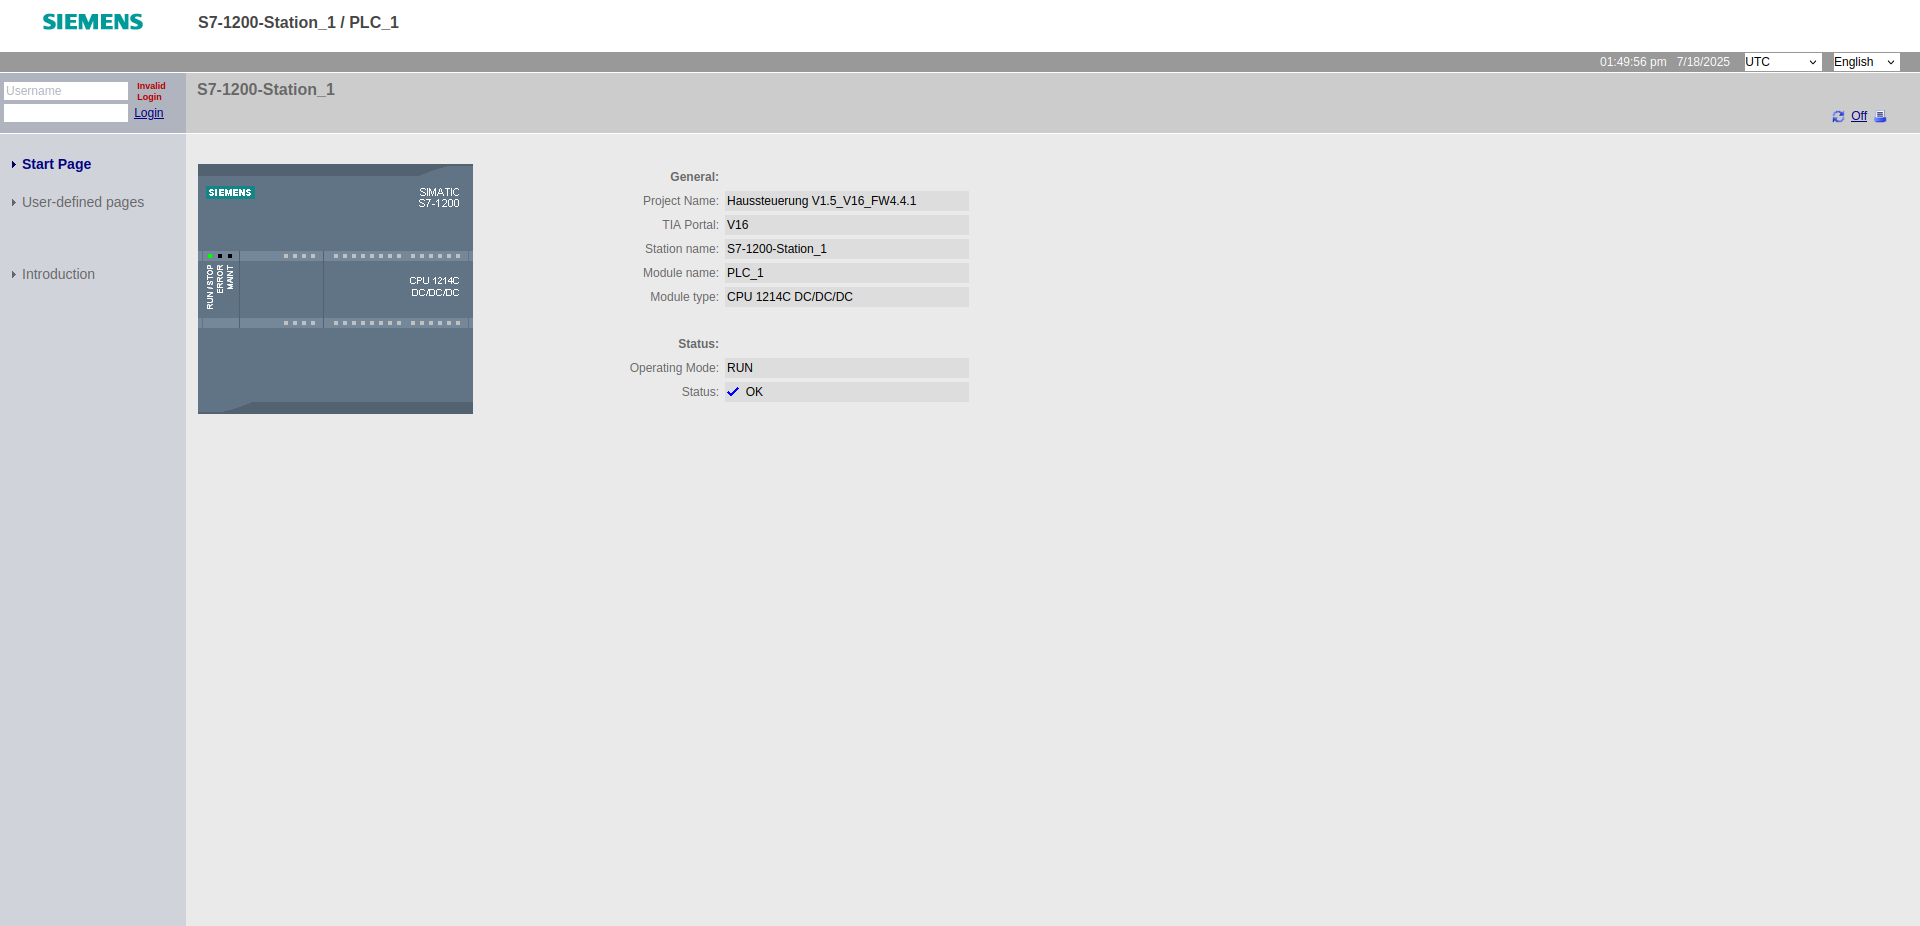 SIEMENS
S7-1200-Station_1 / PLC_1
01:49:56 pm 7/18/2025 UTC English
Username
Invalid
Login
Login
S7-1200-Station_1
Off
Start Page
User-defined pages
Introduction
SIEMENS
SIMATIC
S7-1200
RUN / STOP
ERROR
MAINT
CPU 1214C
DC/DC/DC
General:
Project Name: Haussteuerung V1.5_V16_FW4.4.1
TIA Portal: V16
Station name: S7-1200-Station_1
Module name: PLC_1
Module type: CPU 1214C DC/DC/DC
Status:
Operating Mode: RUN
Status: OK